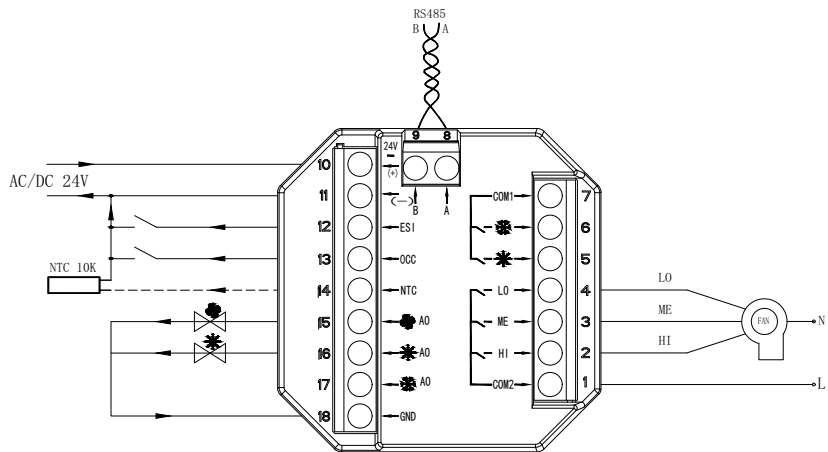 RS485
B A
9 8
24V
(+)
(—)
B A
AC/DC 24V
NTC 10K
10
11
12 ESI
13 OCC
14 NTC
15 AO
16 AO
17 AO
18 GND
COM1 7
6
5
LO 4
ME 3
HI 2
COM2 1
LO
ME
HI
FAN
N
L